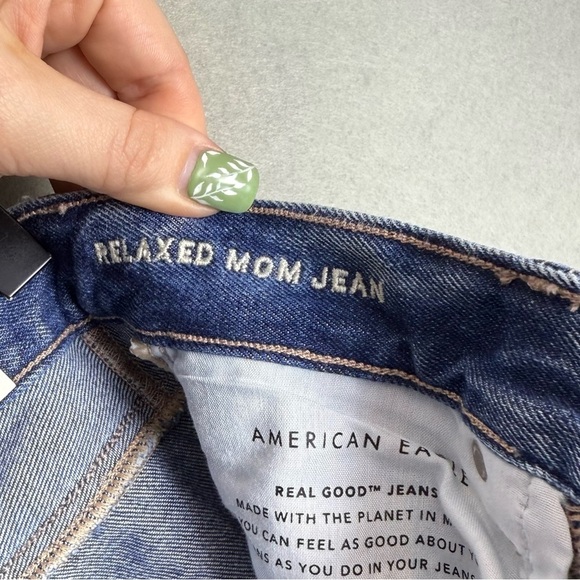 RELAXED MOM JEAN
AMERICAN EAGLE
REAL GOOD™ JEANS
MADE WITH THE PLANET IN
YOU CAN FEEL AS GOOD ABOUT
AS YOU DO IN YOUR JEANS